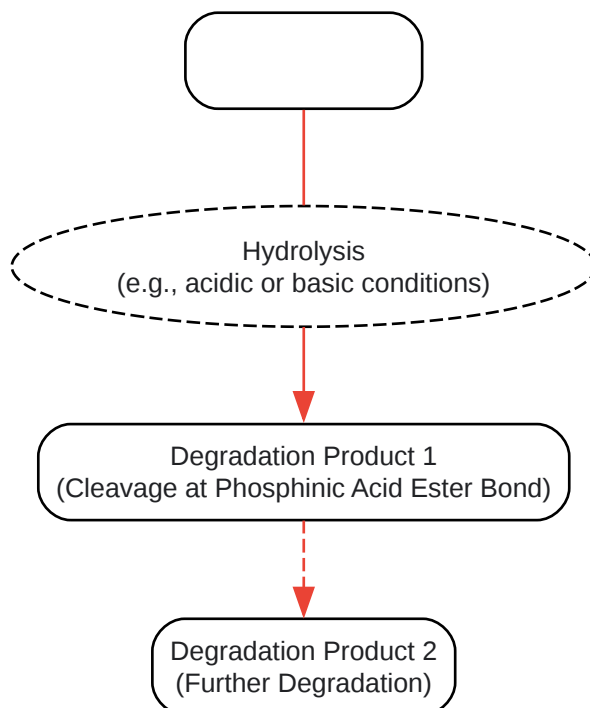 Hydrolysis
(e.g., acidic or basic conditions)
Degradation Product 1
(Cleavage at Phosphinic Acid Ester Bond)
Degradation Product 2
(Further Degradation)